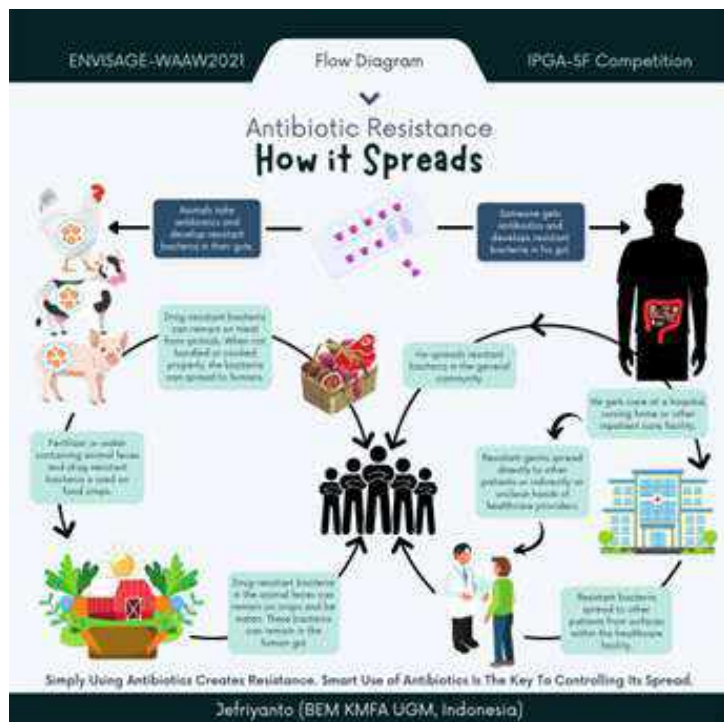 ENVISAGE-WAAW2021
Flow Diagram
IPGA-SF Competition
Antibiotic Resistance
How it Spreads
Animals take
antibiotics and
develop resistant
bacteria in their guts.
Someone gets
antibiotics and
develops resistant
bacteria in his gut.
Drug-resistant bacteria
can remain on meat
from animals. When not
handled or cooked
properly, the bacteria
can spread to humans.
He spreads resistant
bacteria in the general
community.
He gets care at a hospital,
nursing home or other
inpatient care facility.
Fertilizer or water
containing animal feces
and drug-resistant
bacteria is used on
food crops.
Resistant germs spread
directly to other
patients or indirectly on
unclean hands of
healthcare providers.
Drug-resistant bacteria
in the animal feces can
remain on crops and be
eaten. These bacteria
can remain in the
human gut.
Resistant bacteria
spread to other
patients from surfaces
within the healthcare
facility.
Simply Using Antibiotics Creates Resistance. Smart Use of Antibiotics Is The Key To Controlling Its Spread.
Jefriyanto (BEM KMFA UGM, Indonesia)